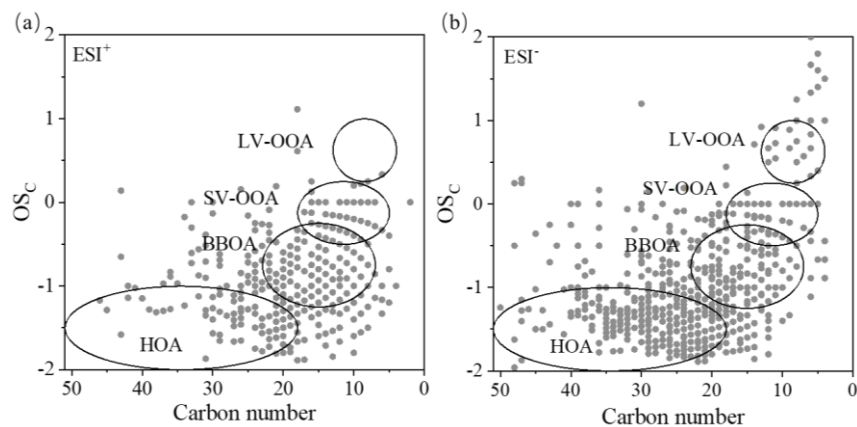 (a)
ESI+
LV-OOA
SV-OOA
BBOA
HOA
OSC
2
1
0
-1
-2
50 40 30 20 10 0
Carbon number
(b)
ESI-
LV-OOA
SV-OOA
BBOA
HOA
OSC
2
1
0
-1
-2
50 40 30 20 10 0
Carbon number